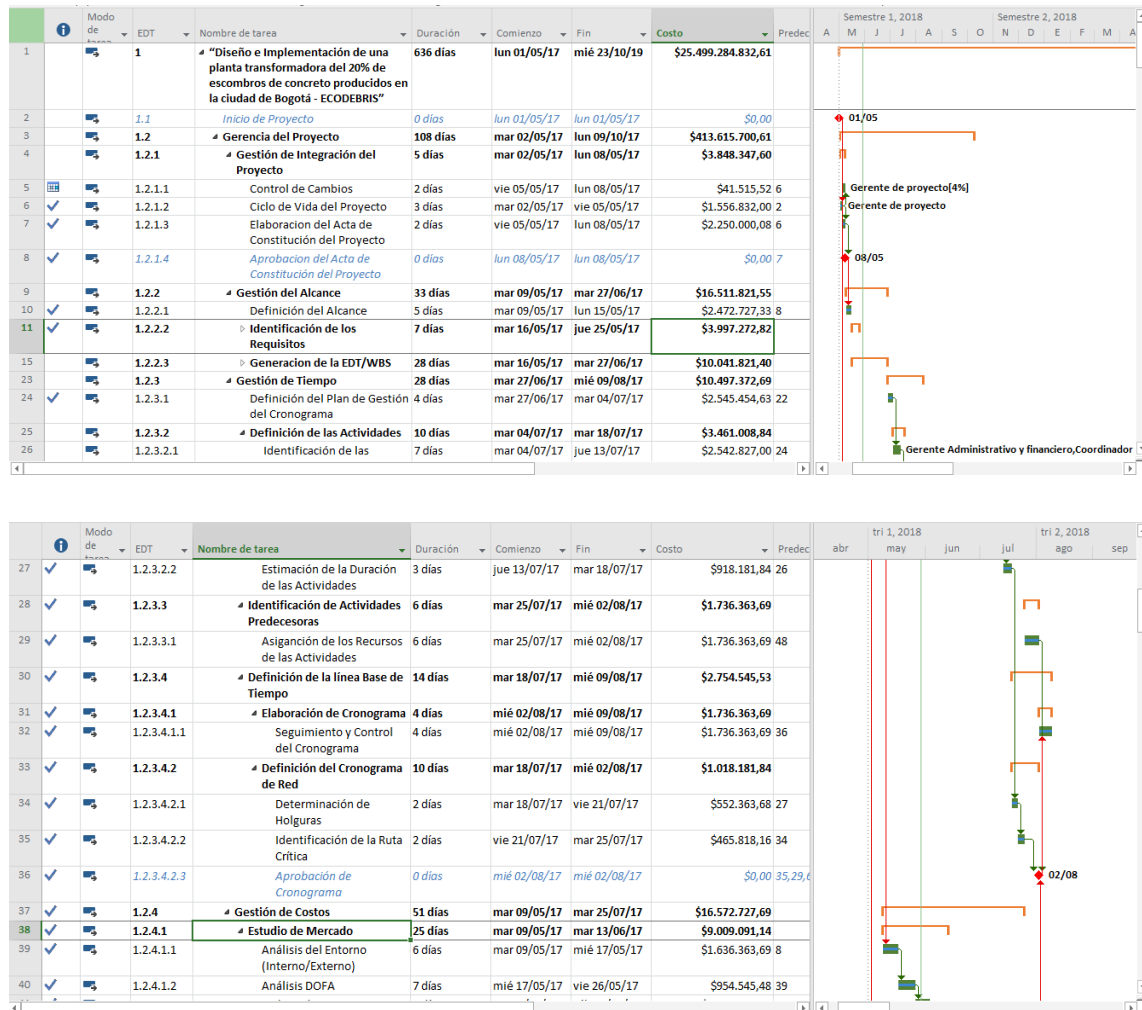 Modo de EDT Nombre de tarea Duración Comienzo Fin Costo Predec
Semestre 1, 2018 Semestre 2, 2018
A M J J A S O N D E F M A
1 1 "Diseño e Implementación de una 636 días lun 01/05/17 mié 23/10/19 $25.499.284.832,61
planta transformadora del 20% de
escombros de concreto producidos en
la ciudad de Bogotá - ECODEBRIS"
2 1.1 Inicio de Proyecto 0 días lun 01/05/17 lun 01/05/17 $0,00 01/05
3 1.2 Gerencia del Proyecto 108 días mar 02/05/17 lun 09/10/17 $413.615.700,61
4 1.2.1 Gestión de Integración del 5 días mar 02/05/17 lun 08/05/17 $3.848.347,60
Proyecto
5 1.2.1.1 Control de Cambios 2 días vie 05/05/17 lun 08/05/17 $41.515,52 6 Gerente de proyecto[4%]
6 1.2.1.2 Ciclo de Vida del Proyecto 3 días mar 02/05/17 vie 05/05/17 $1.556.832,00 2 Gerente de proyecto
7 1.2.1.3 Elaboracion del Acta de 2 días vie 05/05/17 lun 08/05/17 $2.250.000,08 6
Constitución del Proyecto
8 1.2.1.4 Aprobacion del Acta de 0 días lun 08/05/17 lun 08/05/17 $0,00 7 08/05
Constitución del Proyecto
9 1.2.2 Gestión del Alcance 33 días mar 09/05/17 mar 27/06/17 $16.511.821,55
10 1.2.2.1 Definición del Alcance 5 días mar 09/05/17 lun 15/05/17 $2.472.727,33 8
11 1.2.2.2 Identificación de los 7 días mar 16/05/17 jue 25/05/17 $3.997.272,82
Requisitos
15 1.2.2.3 Generacion de la EDT/WBS 28 días mar 16/05/17 mar 27/06/17 $10.041.821,40
23 1.2.3 Gestión de Tiempo 28 días mar 27/06/17 mié 09/08/17 $10.497.372,69
24 1.2.3.1 Definición del Plan de Gestión 4 días mar 27/06/17 mar 04/07/17 $2.545.454,63 22
del Cronograma
25 1.2.3.2 Definición de las Actividades 10 días mar 04/07/17 mar 18/07/17 $3.461.008,84
26 1.2.3.2.1 Identificación de las 7 días mar 04/07/17 jue 13/07/17 $2.542.827,00 24 Gerente Administrativo y financiero,Coordinador
Modo de EDT Nombre de tarea Duración Comienzo Fin Costo Predec
tri 1, 2018 tri 2, 2018
abr may jun jul ago sep
27 1.2.3.2.2 Estimación de la Duración 3 días jue 13/07/17 mar 18/07/17 $918.181,84 26
de las Actividades
28 1.2.3.3 Identificación de Actividades 6 días mar 25/07/17 mié 02/08/17 $1.736.363,69
Predecesoras
29 1.2.3.3.1 Asiganción de los Recursos 6 días mar 25/07/17 mié 02/08/17 $1.736.363,69 48
de las Actividades
30 1.2.3.4 Definición de la línea Base de 14 días mar 18/07/17 mié 09/08/17 $2.754.545,53
Tiempo
31 1.2.3.4.1 Elaboración de Cronograma 4 días mié 02/08/17 mié 09/08/17 $1.736.363,69
32 1.2.3.4.1.1 Seguimiento y Control 4 días mié 02/08/17 mié 09/08/17 $1.736.363,69 36
del Cronograma
33 1.2.3.4.2 Definición del Cronograma 10 días mar 18/07/17 mié 02/08/17 $1.018.181,84
de Red
34 1.2.3.4.2.1 Determinación de 2 días mar 18/07/17 vie 21/07/17 $552.363,68 27
Holguras
35 1.2.3.4.2.2 Identificación de la Ruta 2 días vie 21/07/17 mar 25/07/17 $465.818,16 34
Crítica
36 1.2.3.4.2.3 Aprobación de 0 días mié 02/08/17 mié 02/08/17 $0,00 35,29,6 02/08
Cronograma
37 1.2.4 Gestión de Costos 51 días mar 09/05/17 mar 25/07/17 $16.572.727,69
38 1.2.4.1 Estudio de Mercado 25 días mar 09/05/17 mar 13/06/17 $9.009.091,14
39 1.2.4.1.1 Análisis del Entorno 6 días mar 09/05/17 mié 17/05/17 $1.636.363,69 8
(Interno/Externo)
40 1.2.4.1.2 Análisis DOFA 7 días mié 17/05/17 vie 26/05/17 $954.545,48 39